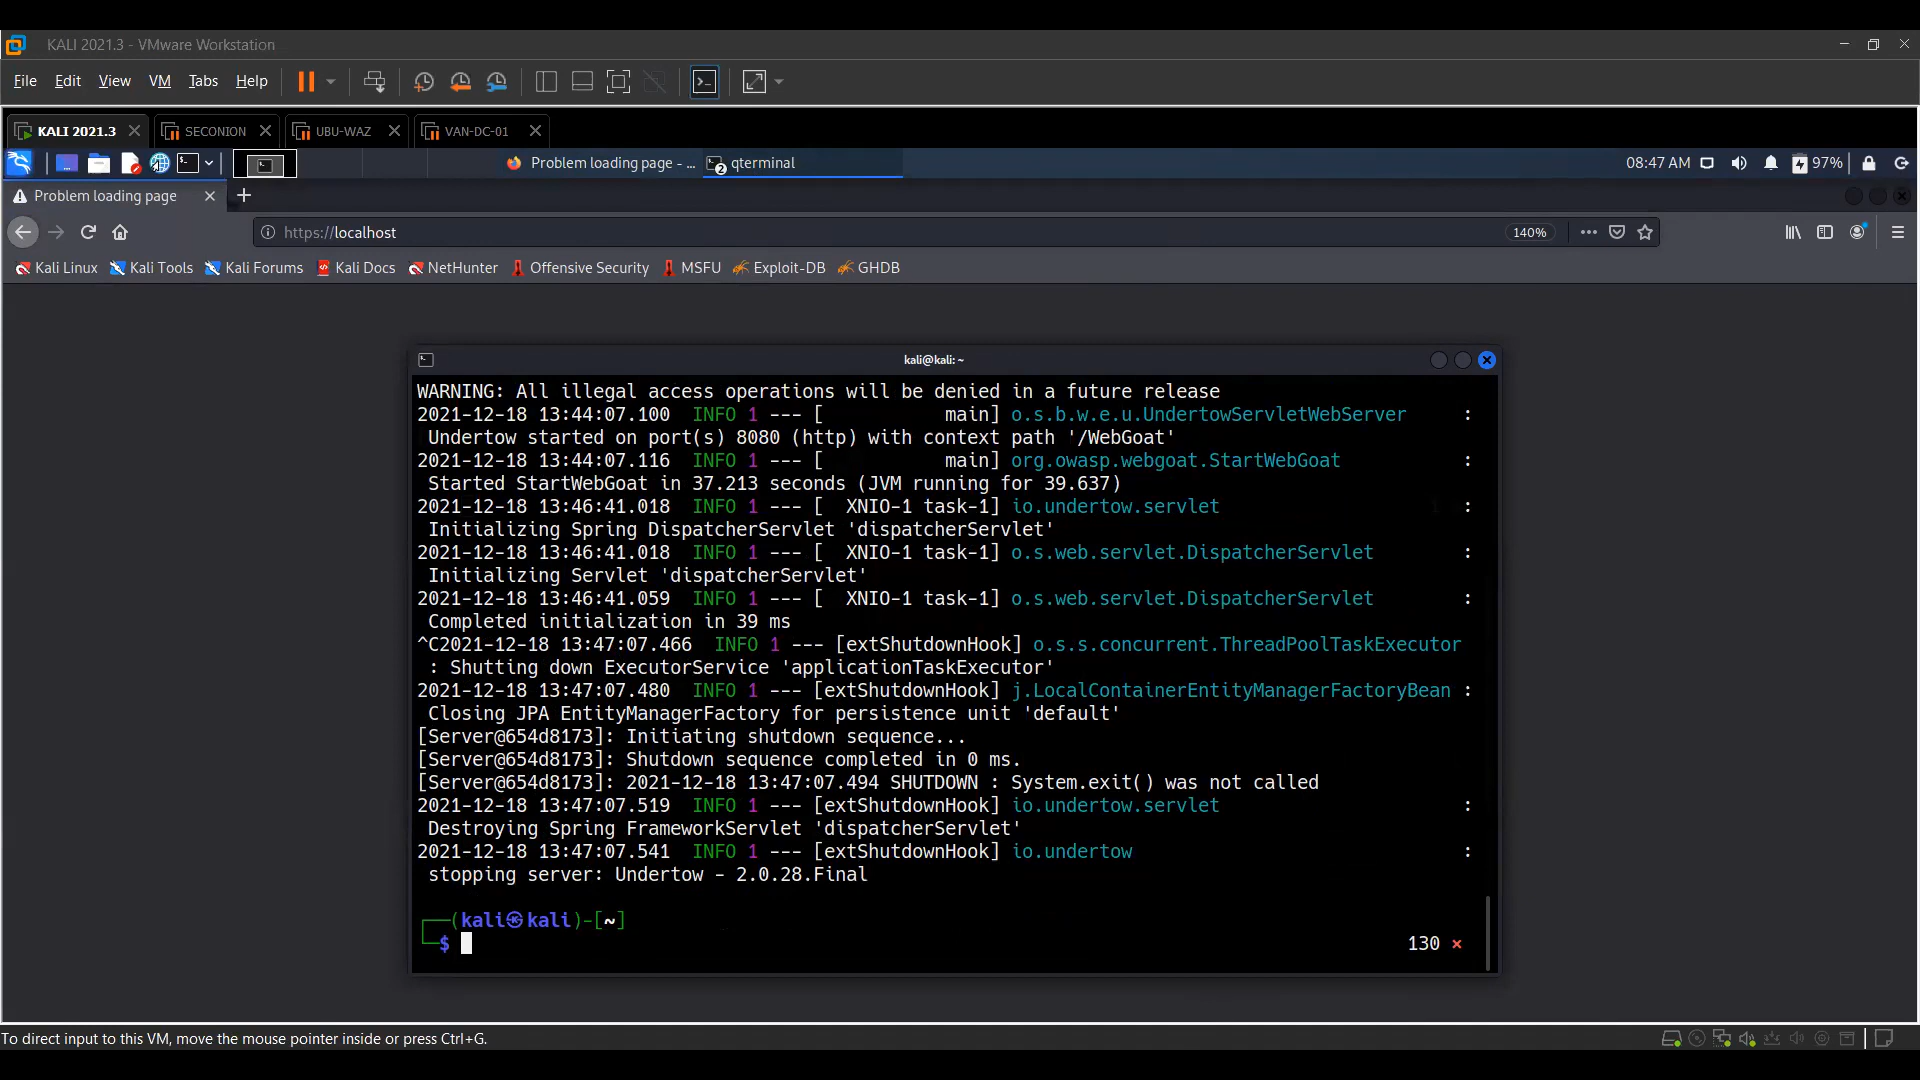 KALI 2021.3 - VMware Workstation
File Edit View VM Tabs Help
KALI 2021.3 SECONION UBU-WAZ VAN-DC-01
Problem loading page - ... qterminal 08:47 AM 97%
Problem loading page
https://localhost 140%
Kali Linux Kali Tools Kali Forums Kali Docs NetHunter Offensive Security MSFU Exploit-DB GHDB
kali@kali: ~
WARNING: All illegal access operations will be denied in a future release
2021-12-18 13:44:07.100  INFO 1 --- [           main] o.s.b.w.e.u.UndertowServletWebServer     :
 Undertow started on port(s) 8080 (http) with context path '/WebGoat'
2021-12-18 13:44:07.116  INFO 1 --- [           main] org.owasp.webgoat.StartWebGoat           :
 Started StartWebGoat in 37.213 seconds (JVM running for 39.637)
2021-12-18 13:46:41.018  INFO 1 --- [  XNIO-1 task-1] io.undertow.servlet                      :
 Initializing Spring DispatcherServlet 'dispatcherServlet'
2021-12-18 13:46:41.018  INFO 1 --- [  XNIO-1 task-1] o.s.web.servlet.DispatcherServlet        :
 Initializing Servlet 'dispatcherServlet'
2021-12-18 13:46:41.059  INFO 1 --- [  XNIO-1 task-1] o.s.web.servlet.DispatcherServlet        :
 Completed initialization in 39 ms
^C2021-12-18 13:47:07.466  INFO 1 --- [extShutdownHook] o.s.s.concurrent.ThreadPoolTaskExecutor
 : Shutting down ExecutorService 'applicationTaskExecutor'
2021-12-18 13:47:07.480  INFO 1 --- [extShutdownHook] j.LocalContainerEntityManagerFactoryBean :
 Closing JPA EntityManagerFactory for persistence unit 'default'
[Server@654d8173]: Initiating shutdown sequence...
[Server@654d8173]: Shutdown sequence completed in 0 ms.
[Server@654d8173]: 2021-12-18 13:47:07.494 SHUTDOWN : System.exit() was not called
2021-12-18 13:47:07.519  INFO 1 --- [extShutdownHook] io.undertow.servlet                      :
 Destroying Spring FrameworkServlet 'dispatcherServlet'
2021-12-18 13:47:07.541  INFO 1 --- [extShutdownHook] io.undertow                              :
 stopping server: Undertow - 2.0.28.Final
┌──(kali㉿kali)-[~]
└─$ 130 ⨯
To direct input to this VM, move the mouse pointer inside or press Ctrl+G.